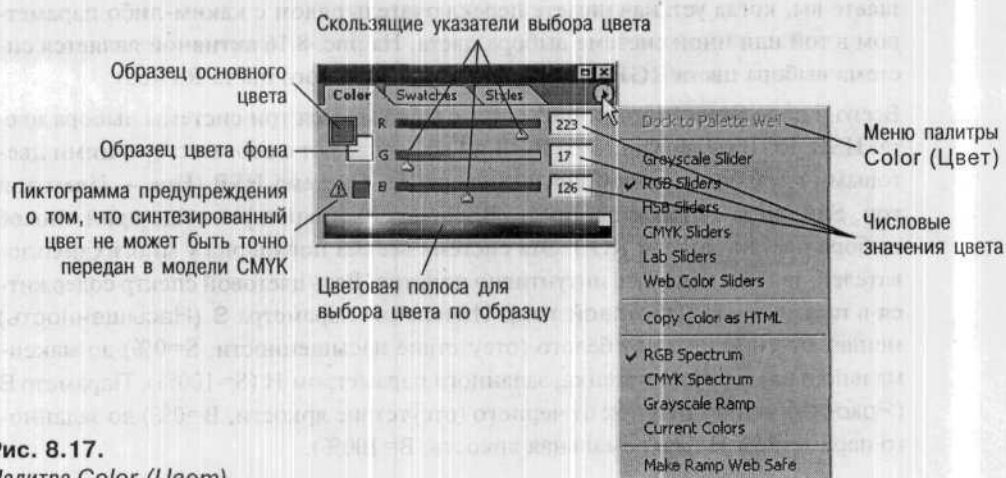 Скользящие указатели выбора цвета
Образец основного
цвета
Образец цвета фона
Пиктограмма предупреждения
о том, что синтезированный
цвет не может быть точно
передан в модели CMYK
Color Swatches Styles
R 223
G 17
B 126
Цветовая полоса для
выбора цвета по образцу
Dock to Palette Well
Grayscale Slider
RGB Sliders
HSB Sliders
CMYK Sliders
Lab Sliders
Web Color Sliders
Copy Color as HTML
RGB Spectrum
CMYK Spectrum
Grayscale Ramp
Current Colors
Make Ramp Web Safe
Меню палитры
Color (Цвет)
Числовые
значения цвета
Рис. 8.17.
Палитра Color (Цвет)